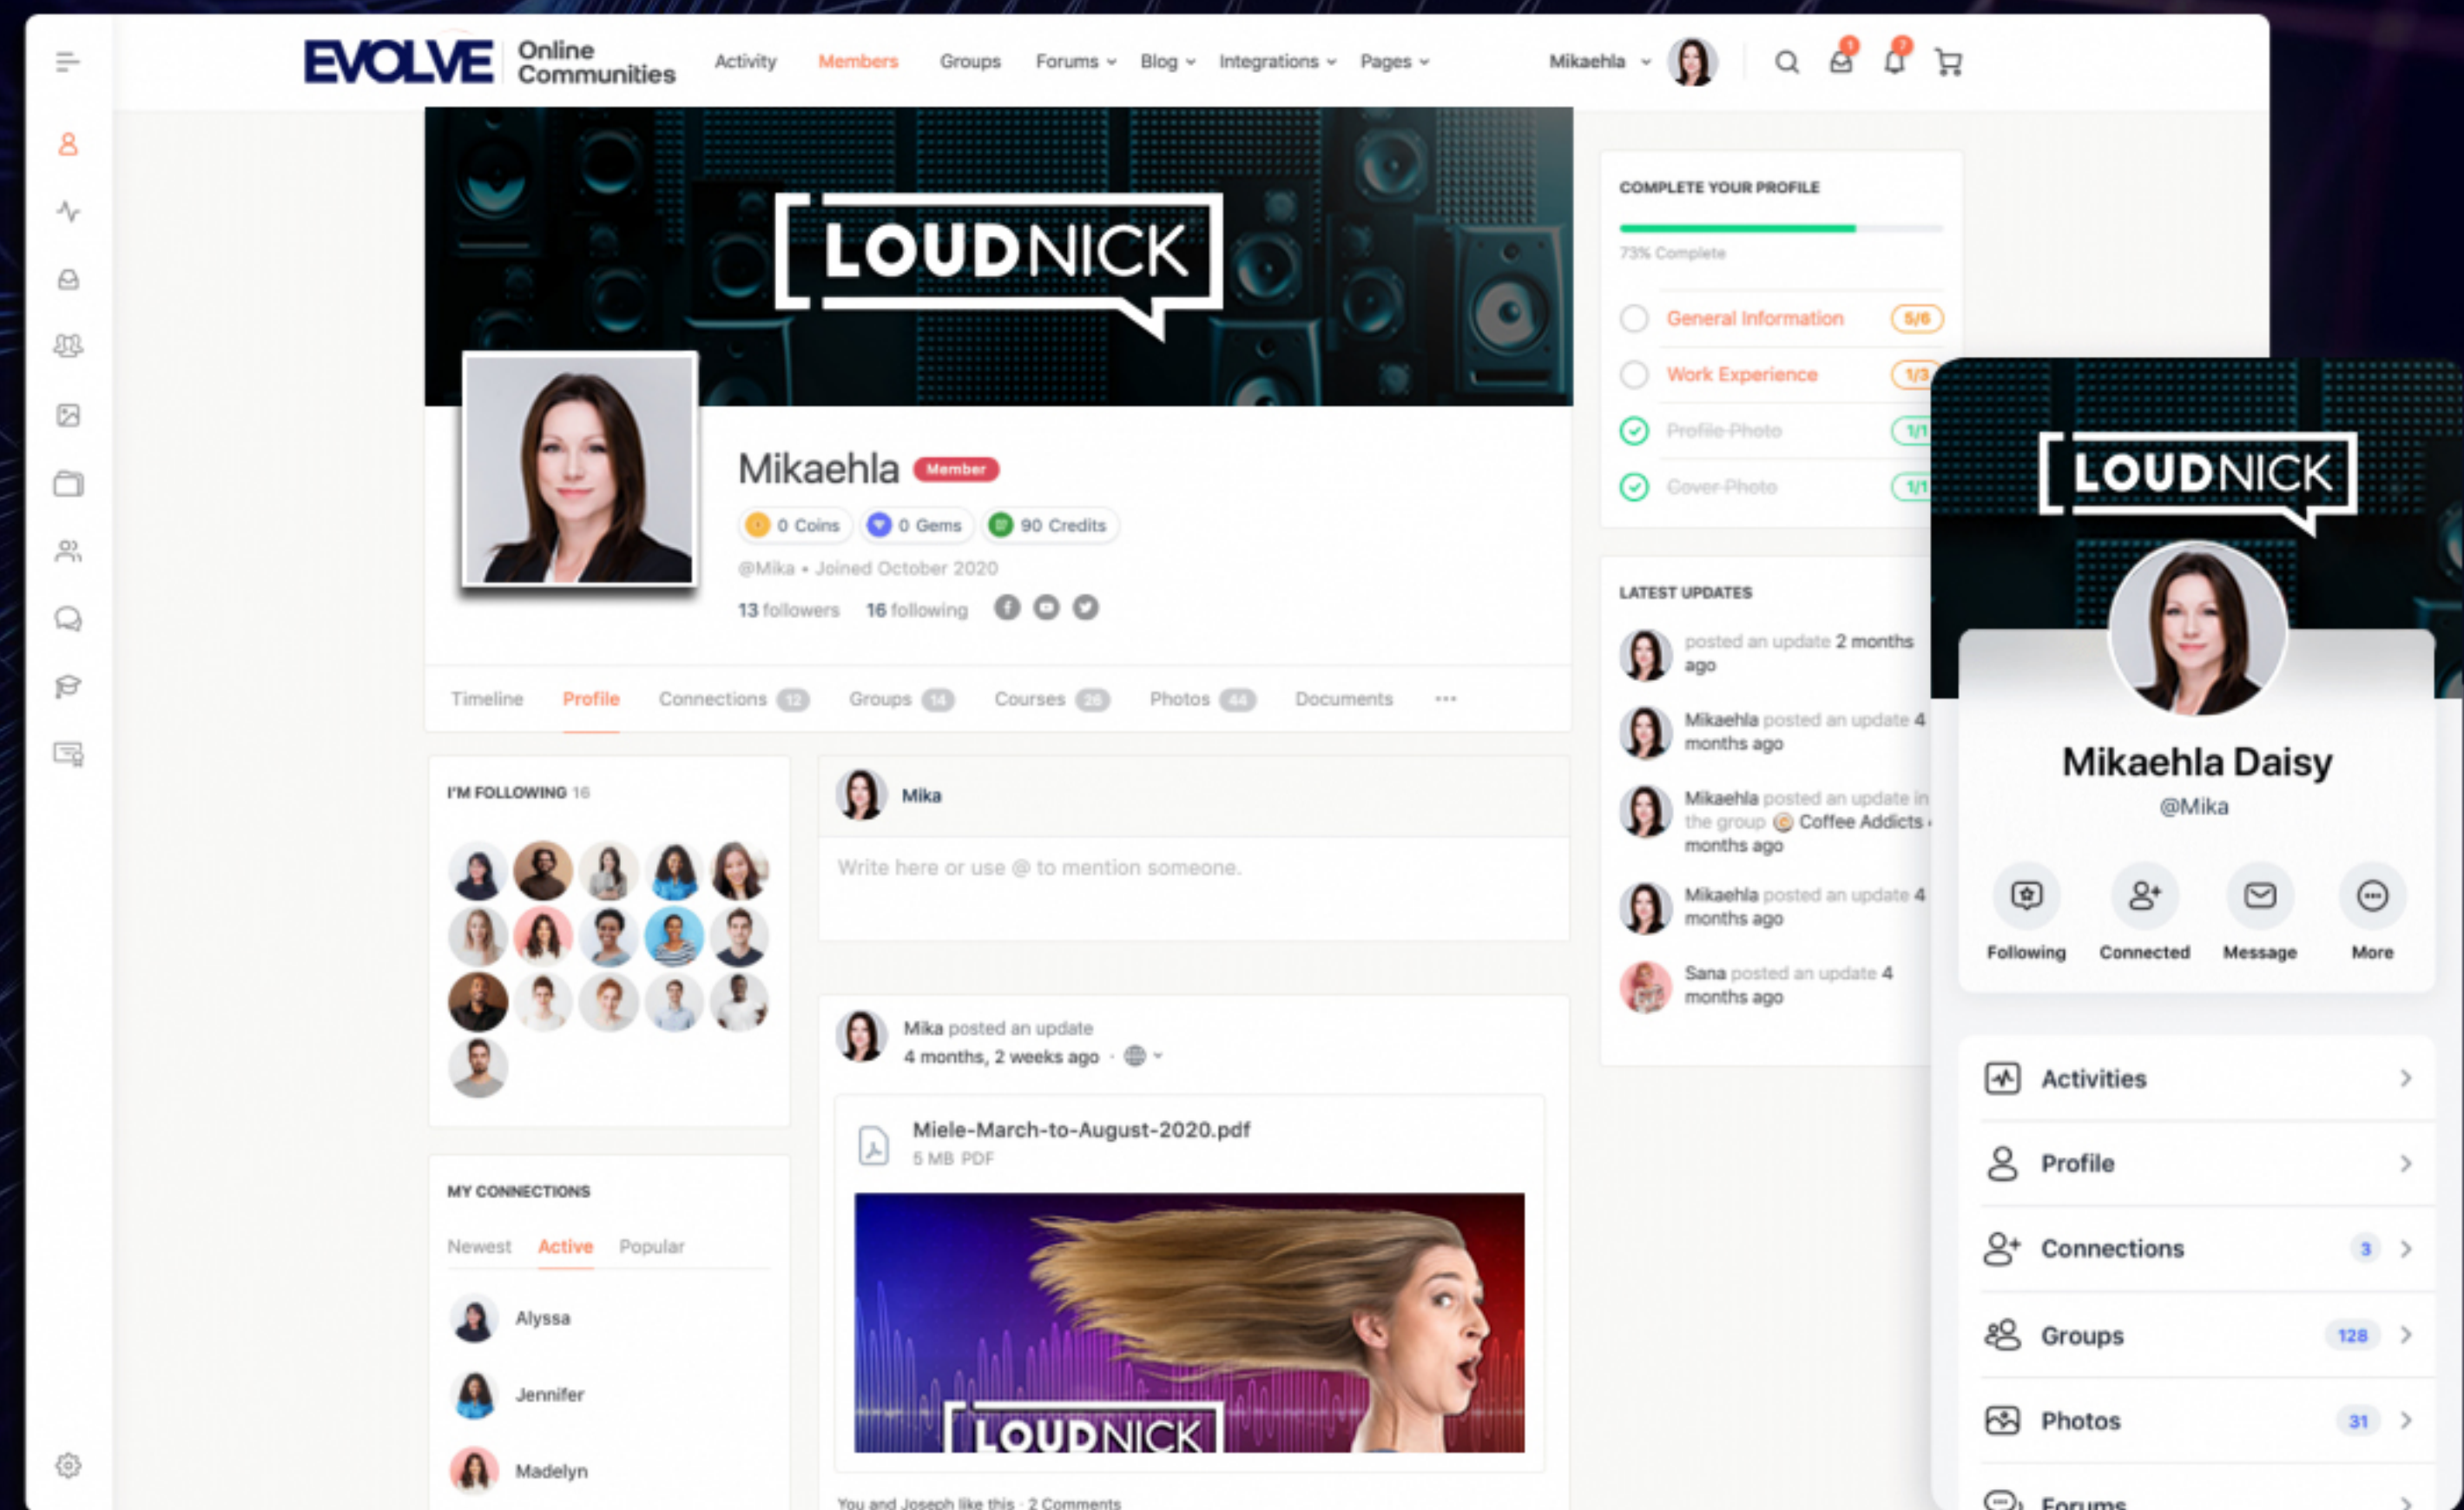 EVOLVE
Online
Communities
Activity
Members
Groups
Forums
Blog
Integrations
Pages
Mikaehla
1
7
LOUDNICK
Mikaehla
Member
0 Coins
0 Gems
90 Credits
@Mika • Joined October 2020
13 followers
16 following
Timeline
Profile
Connections 12
Groups 14
Courses 26
Photos 44
Documents
I'M FOLLOWING 16
MY CONNECTIONS
Newest
Active
Popular
Alyssa
Jennifer
Madelyn
Mika
Write here or use @ to mention someone.
Mika posted an update
4 months, 2 weeks ago
Miele-March-to-August-2020.pdf
5 MB PDF
LOUDNICK
You and Joseph like this · 2 Comments
COMPLETE YOUR PROFILE
73% Complete
General Information 5/6
Work Experience 1/3
Profile Photo 1/1
Cover Photo 1/1
LATEST UPDATES
posted an update 2 months
ago
Mikaehla posted an update 4
months ago
Mikaehla posted an update in
the group Coffee Addicts
months ago
Mikaehla posted an update 4
months ago
Sana posted an update 4
months ago
LOUDNICK
Mikaehla Daisy
@Mika
Following
Connected
Message
More
Activities
Profile
Connections 3
Groups 128
Photos 31
Forums